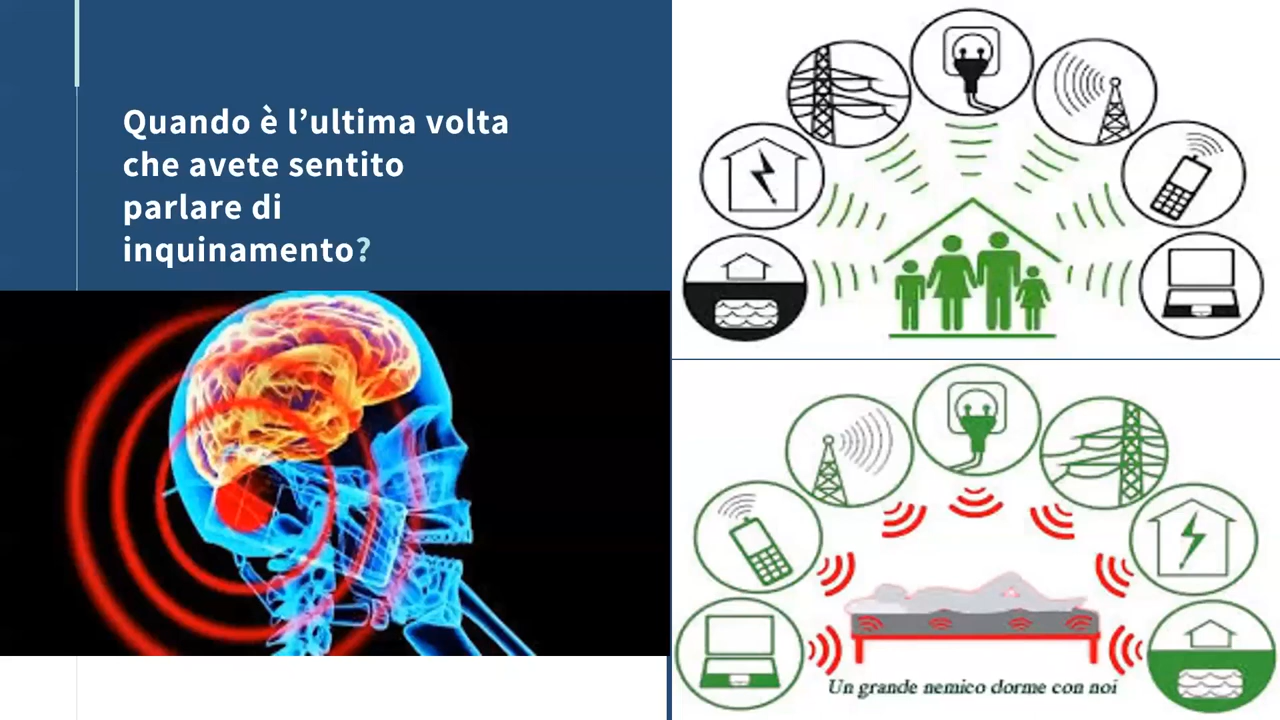 Quando è l’ultima volta
che avete sentito
parlare di
inquinamento?
Un grande nemico dorme con noi